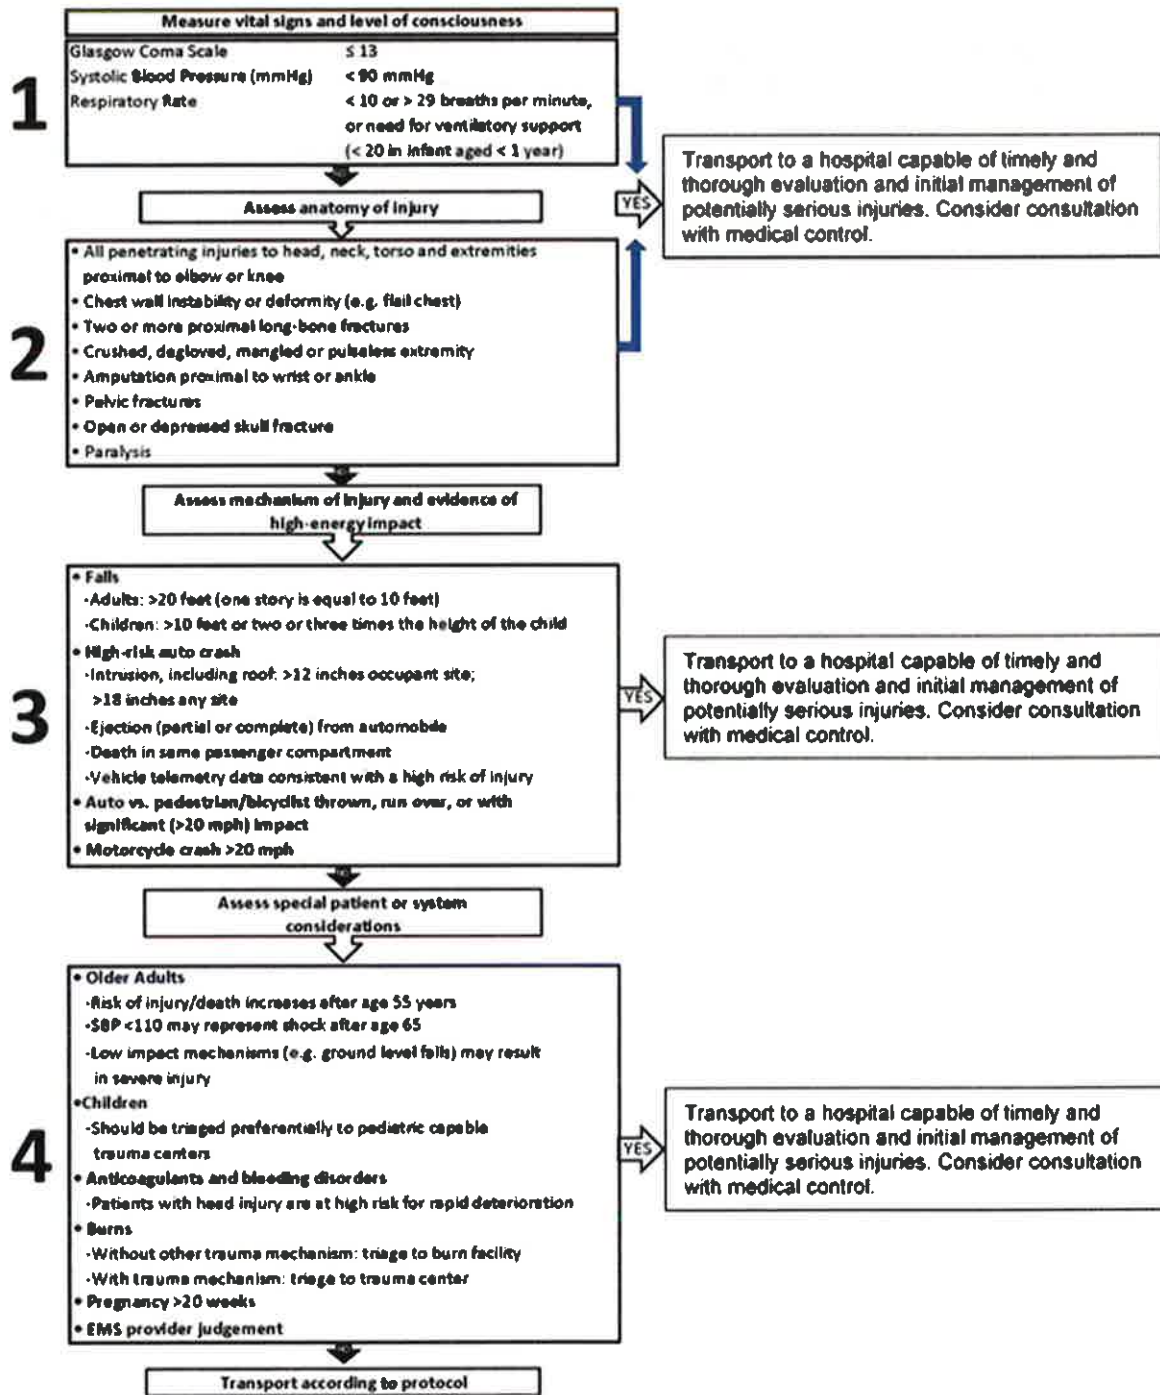 Measure vital signs and level of consciousness
1
Glasgow Coma Scale ≤ 13
Systolic Blood Pressure (mmHg) < 90 mmHg
Respiratory Rate < 10 or > 29 breaths per minute,
or need for ventilatory support
(< 20 in infant aged < 1 year)
YES
Transport to a hospital capable of timely and
thorough evaluation and initial management of
potentially serious injuries. Consider consultation
with medical control.
Assess anatomy of injury
2
• All penetrating injuries to head, neck, torso and extremities
proximal to elbow or knee
• Chest wall instability or deformity (e.g. flail chest)
• Two or more proximal long-bone fractures
• Crushed, degloved, mangled or pulseless extremity
• Amputation proximal to wrist or ankle
• Pelvic fractures
• Open or depressed skull fracture
• Paralysis
Assess mechanism of injury and evidence of
high-energy impact
3
• Falls
-Adults: >20 feet (one story is equal to 10 feet)
-Children: >10 feet or two or three times the height of the child
• High-risk auto crash
-Intrusion, including roof: >12 inches occupant site;
>18 inches any site
-Ejection (partial or complete) from automobile
-Death in same passenger compartment
-Vehicle telemetry data consistent with a high risk of injury
• Auto vs. pedestrian/bicyclist thrown, run over, or with
significant (>20 mph) impact
• Motorcycle crash >20 mph
YES
Transport to a hospital capable of timely and
thorough evaluation and initial management of
potentially serious injuries. Consider consultation
with medical control.
Assess special patient or system
considerations
4
• Older Adults
-Risk of injury/death increases after age 55 years
-SBP <110 may represent shock after age 65
-Low impact mechanisms (e.g. ground level falls) may result
in severe injury
•Children
-Should be triaged preferentially to pediatric capable
trauma centers
• Anticoagulants and bleeding disorders
-Patients with head injury are at high risk for rapid deterioration
• Burns
-Without other trauma mechanism: triage to burn facility
-With trauma mechanism: triage to trauma center
• Pregnancy >20 weeks
• EMS provider judgement
YES
Transport to a hospital capable of timely and
thorough evaluation and initial management of
potentially serious injuries. Consider consultation
with medical control.
Transport according to protocol